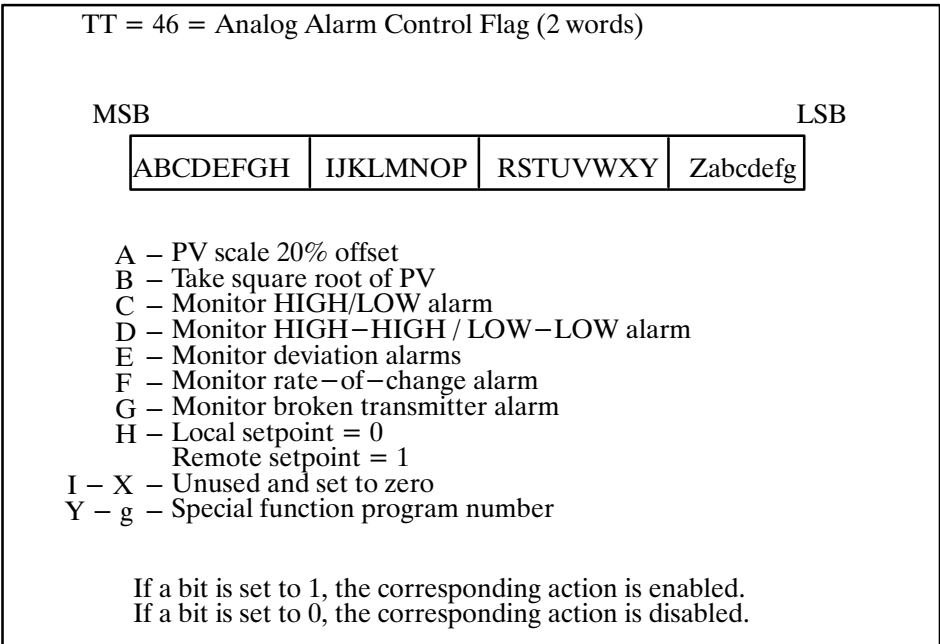 TT = 46 = Analog Alarm Control Flag (2 words)
MSB LSB
ABCDEFGH IJKLMNOP RSTUVWXY Zabcdefg
A − PV scale 20% offset
B − Take square root of PV
C − Monitor HIGH/LOW alarm
D − Monitor HIGH−HIGH / LOW−LOW alarm
E − Monitor deviation alarms
F − Monitor rate−of−change alarm
G − Monitor broken transmitter alarm
H − Local setpoint = 0
Remote setpoint = 1
I − X − Unused and set to zero
Y − g − Special function program number
If a bit is set to 1, the corresponding action is enabled.
If a bit is set to 0, the corresponding action is disabled.